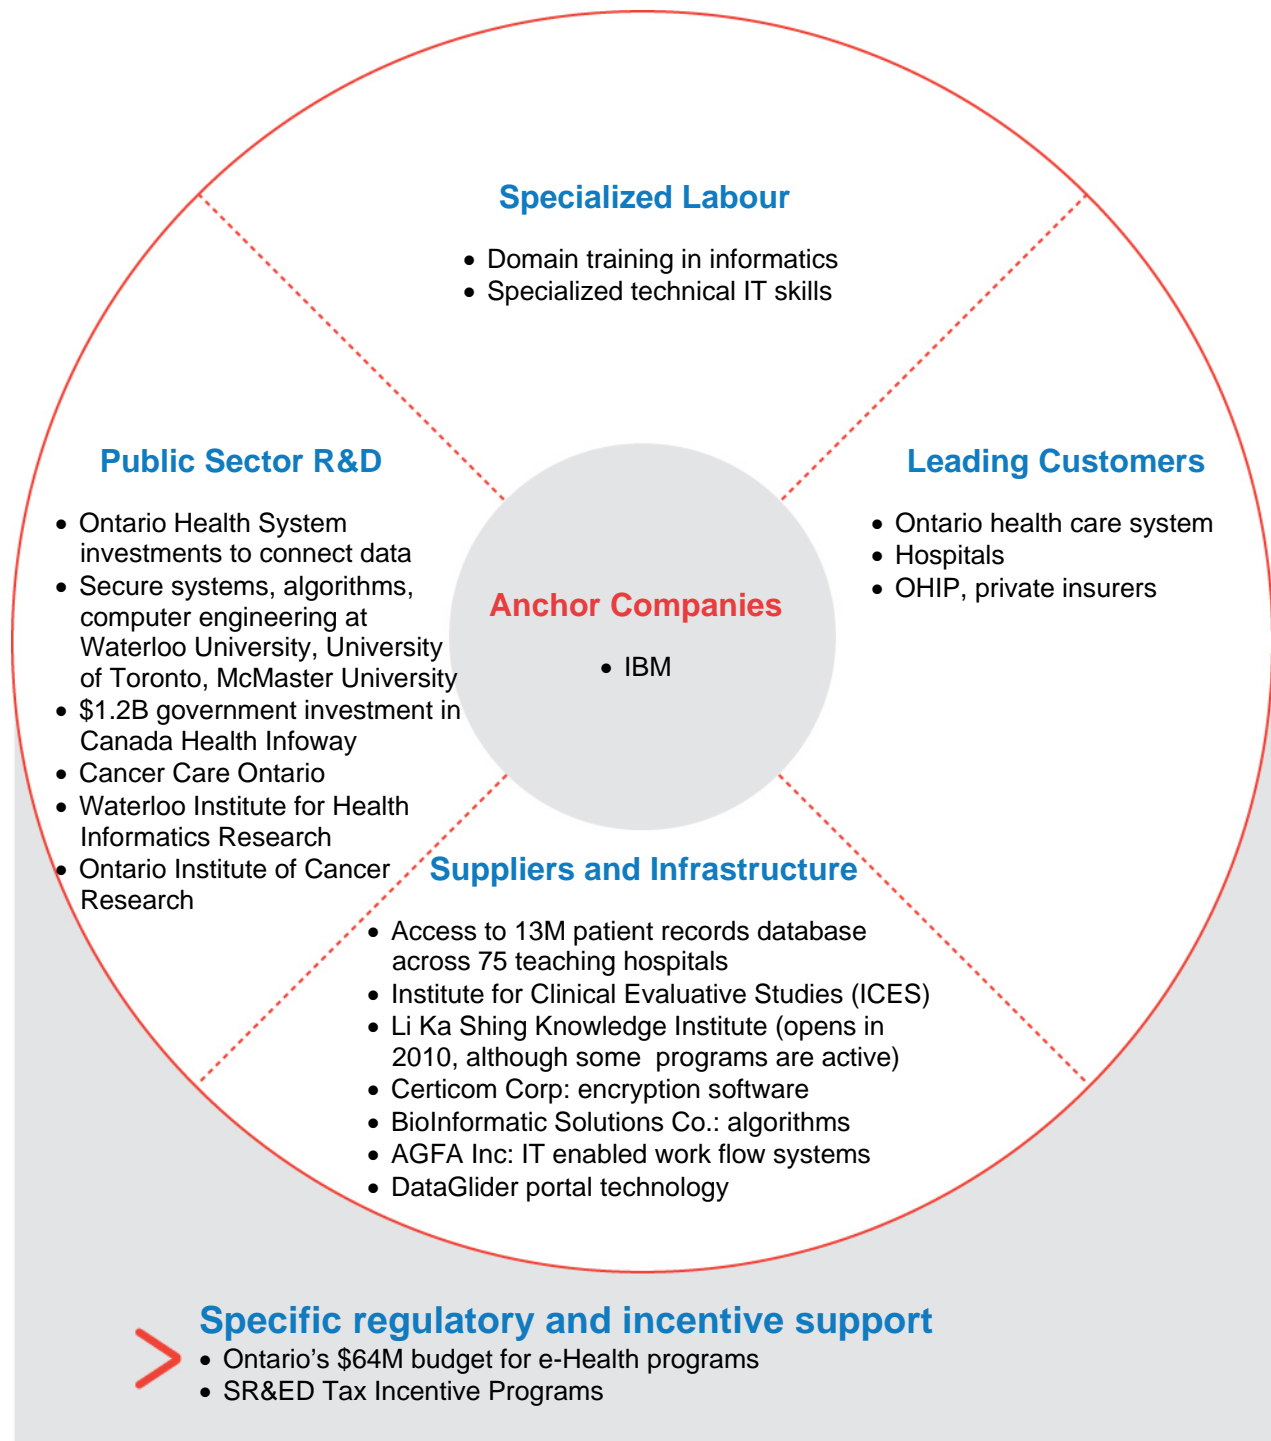 Specialized Labour
• Domain training in informatics
• Specialized technical IT skills
Public Sector R&D
• Ontario Health System
investments to connect data
• Secure systems, algorithms,
computer engineering at
Waterloo University, University
of Toronto, McMaster University
• $1.2B government investment in
Canada Health Infoway
• Cancer Care Ontario
• Waterloo Institute for Health
Informatics Research
• Ontario Institute of Cancer
Research
Anchor Companies
• IBM
Leading Customers
• Ontario health care system
• Hospitals
• OHIP, private insurers
Suppliers and Infrastructure
• Access to 13M patient records database
across 75 teaching hospitals
• Institute for Clinical Evaluative Studies (ICES)
• Li Ka Shing Knowledge Institute (opens in
2010, although some programs are active)
• Certicom Corp: encryption software
• BioInformatic Solutions Co.: algorithms
• AGFA Inc: IT enabled work flow systems
• DataGlider portal technology
Specific regulatory and incentive support
• Ontario’s $64M budget for e-Health programs
• SR&ED Tax Incentive Programs